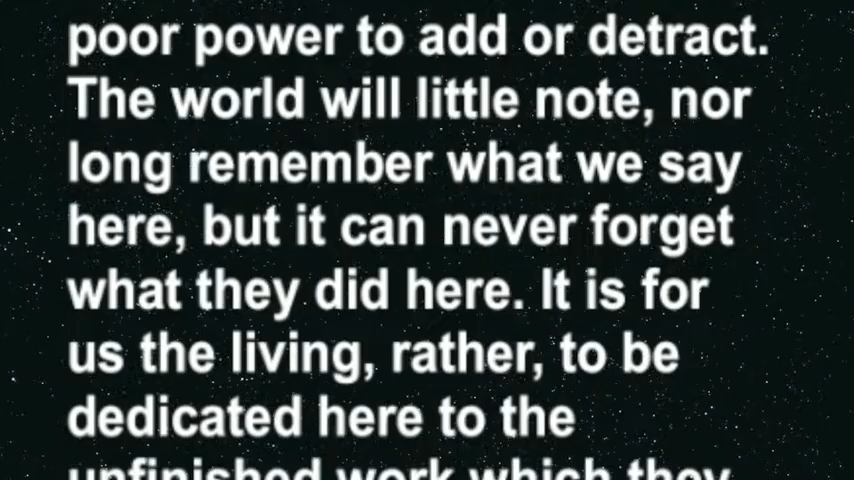 poor power to add or detract.
The world will little note, nor
long remember what we say
here, but it can never forget
what they did here. It is for
us the living, rather, to be
dedicated here to the
unfinished work which they